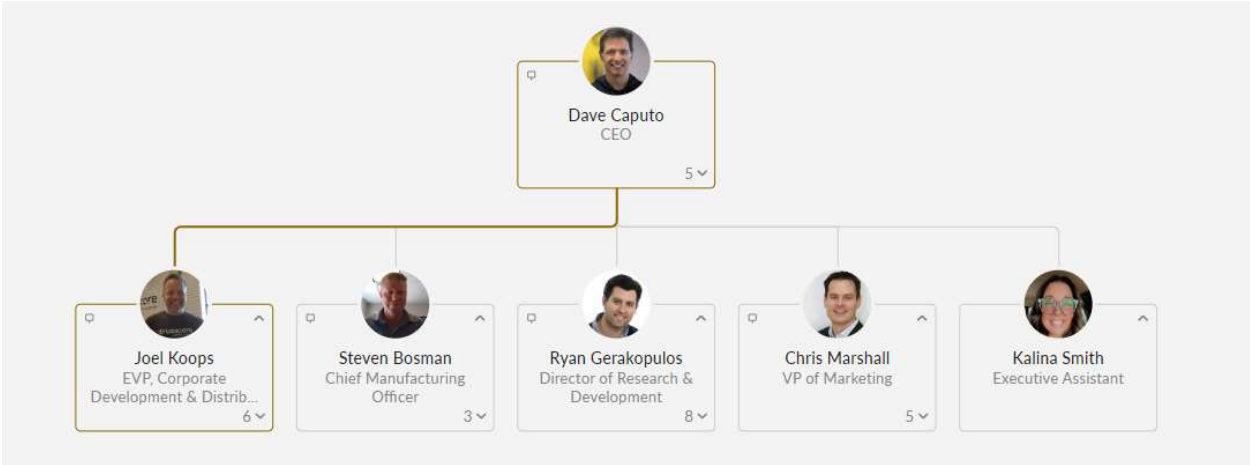 Dave Caputo
CEO
5
core
Joel Koops
EVP, Corporate
Development & Distrib...
6
Steven Bosman
Chief Manufacturing
Officer
3
Ryan Gerakopulos
Director of Research &
Development
8
Chris Marshall
VP of Marketing
5
Kalina Smith
Executive Assistant